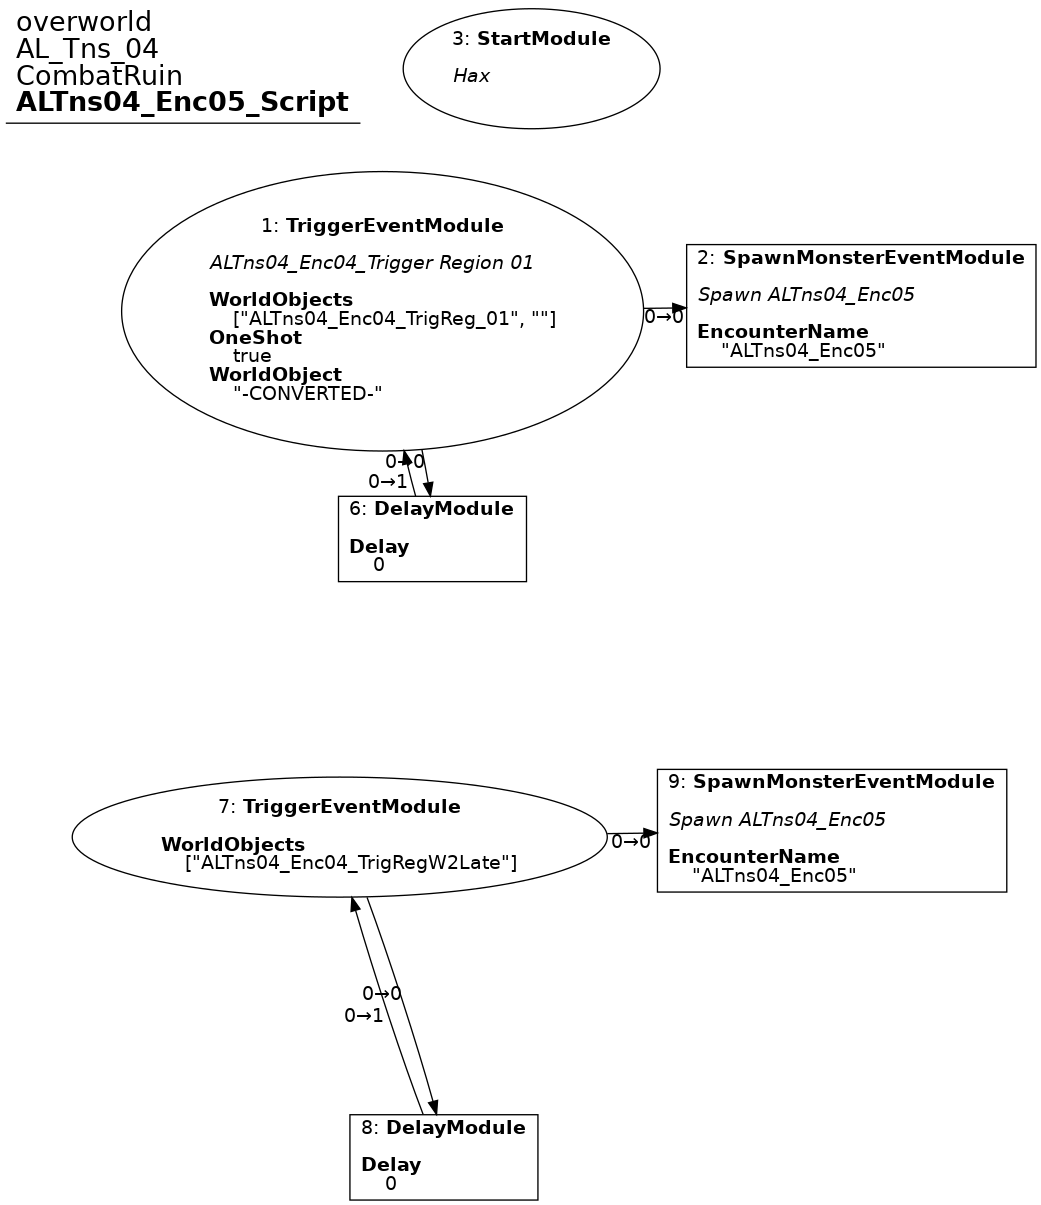 overworld
AL_Tns_04
CombatRuin
ALTns04_Enc05_Script
3: StartModule
Hax
1: TriggerEventModule
ALTns04_Enc04_Trigger Region 01
WorldObjects
["ALTns04_Enc04_TrigReg_01", ""]
OneShot
true
WorldObject
"-CONVERTED-"
0→0
2: SpawnMonsterEventModule
Spawn ALTns04_Enc05
EncounterName
"ALTns04_Enc05"
0→0
0→1
6: DelayModule
Delay
0
7: TriggerEventModule
WorldObjects
["ALTns04_Enc04_TrigRegW2Late"]
0→0
9: SpawnMonsterEventModule
Spawn ALTns04_Enc05
EncounterName
"ALTns04_Enc05"
0→0
0→1
8: DelayModule
Delay
0